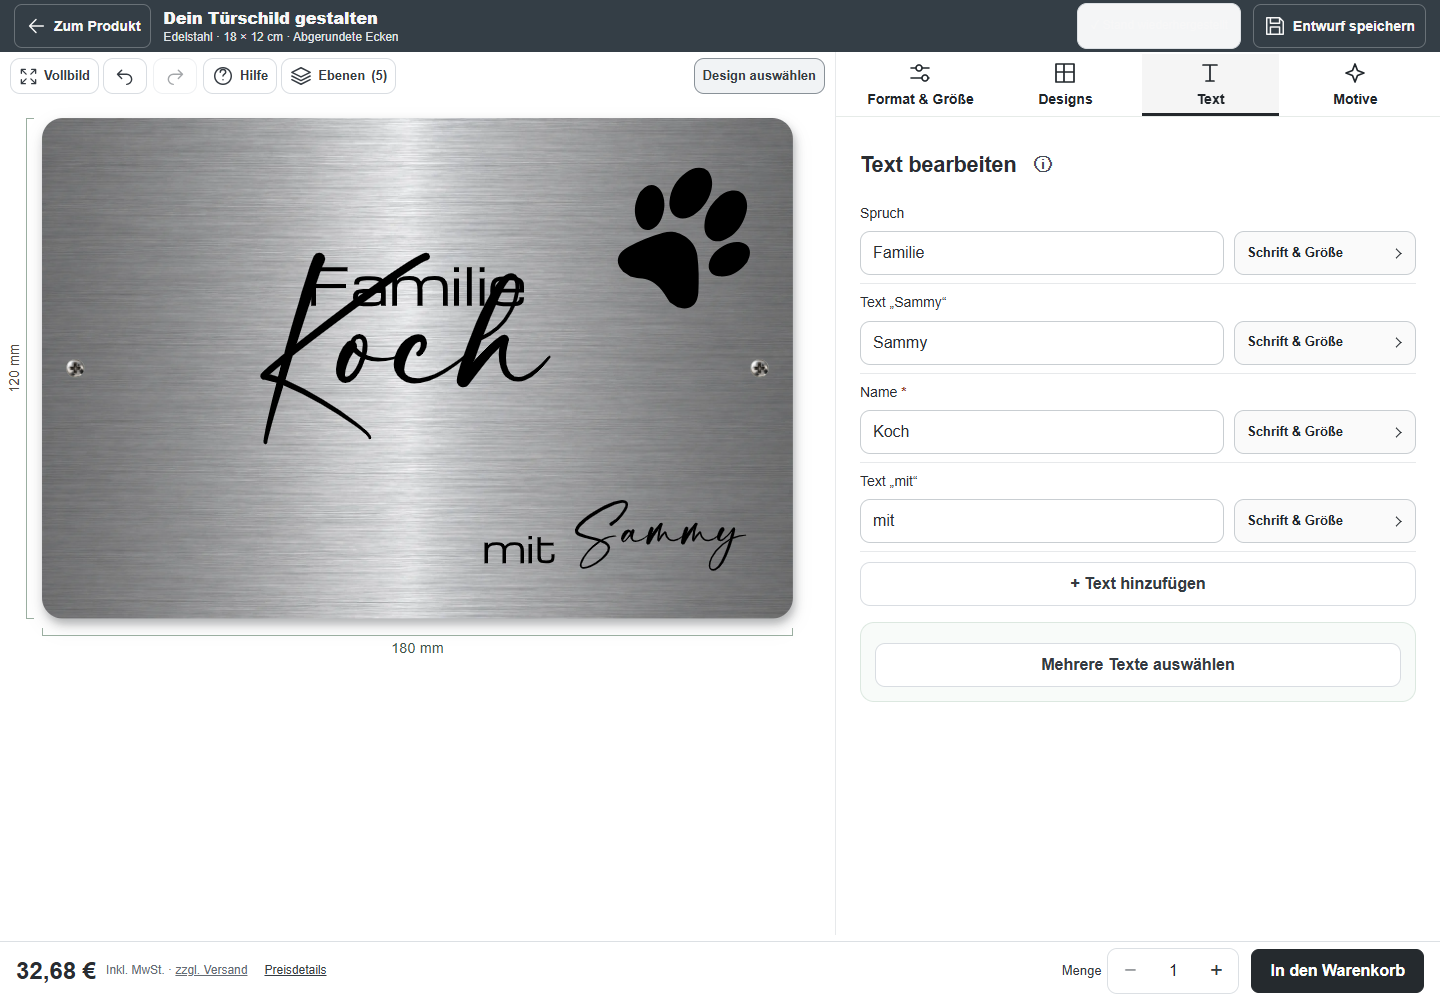 Zum Produkt
Dein Türschild gestalten
Edelstahl · 18 × 12 cm · Abgerundete Ecken
Entwurf speichern
Vollbild
Hilfe
Ebenen (5)
Design auswählen
Format & Größe
Designs
Text
Motive
120 mm
Familie
Koch
mit Sammy
180 mm
Text bearbeiten
Spruch
Familie
Schrift & Größe
Text „Sammy“
Sammy
Schrift & Größe
Name *
Koch
Schrift & Größe
Text „mit“
mit
Schrift & Größe
+ Text hinzufügen
Mehrere Texte auswählen
32,68 €
Inkl. MwSt. · zzgl. Versand
Preisdetails
Menge
− 1 +
In den Warenkorb